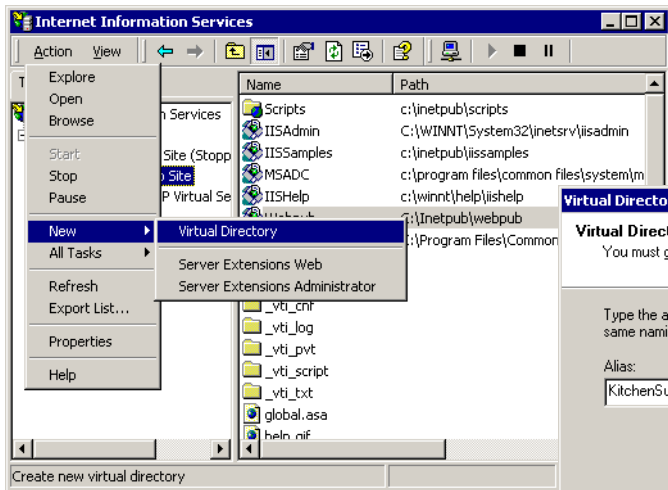 Internet Information Services
Action View
Explore
Open
Browse
Start
Stop
Pause
New
All Tasks
Refresh
Export List...
Properties
Help
Virtual Directory
Server Extensions Web
Server Extensions Administrator
Services
Site (Stopp
Site
P Virtual Se
Name Path
Scripts c:\inetpub\scripts
IISAdmin C:\WINNT\System32\inetsrv\iisadmin
IISSamples c:\inetpub\iissamples
MSADC c:\program files\common files\system\m
IISHelp c:\winnt\help\iishelp
Webpub C:\Inetpub\webpub
:\Program Files\Common
_vti_cnf
_vti_log
_vti_pvt
_vti_script
_vti_txt
global.asa
help.gif
Virtual Directo
Virtual Direct
You must g
Type the a
same nami
Alias:
KitchenSu
Create new virtual directory